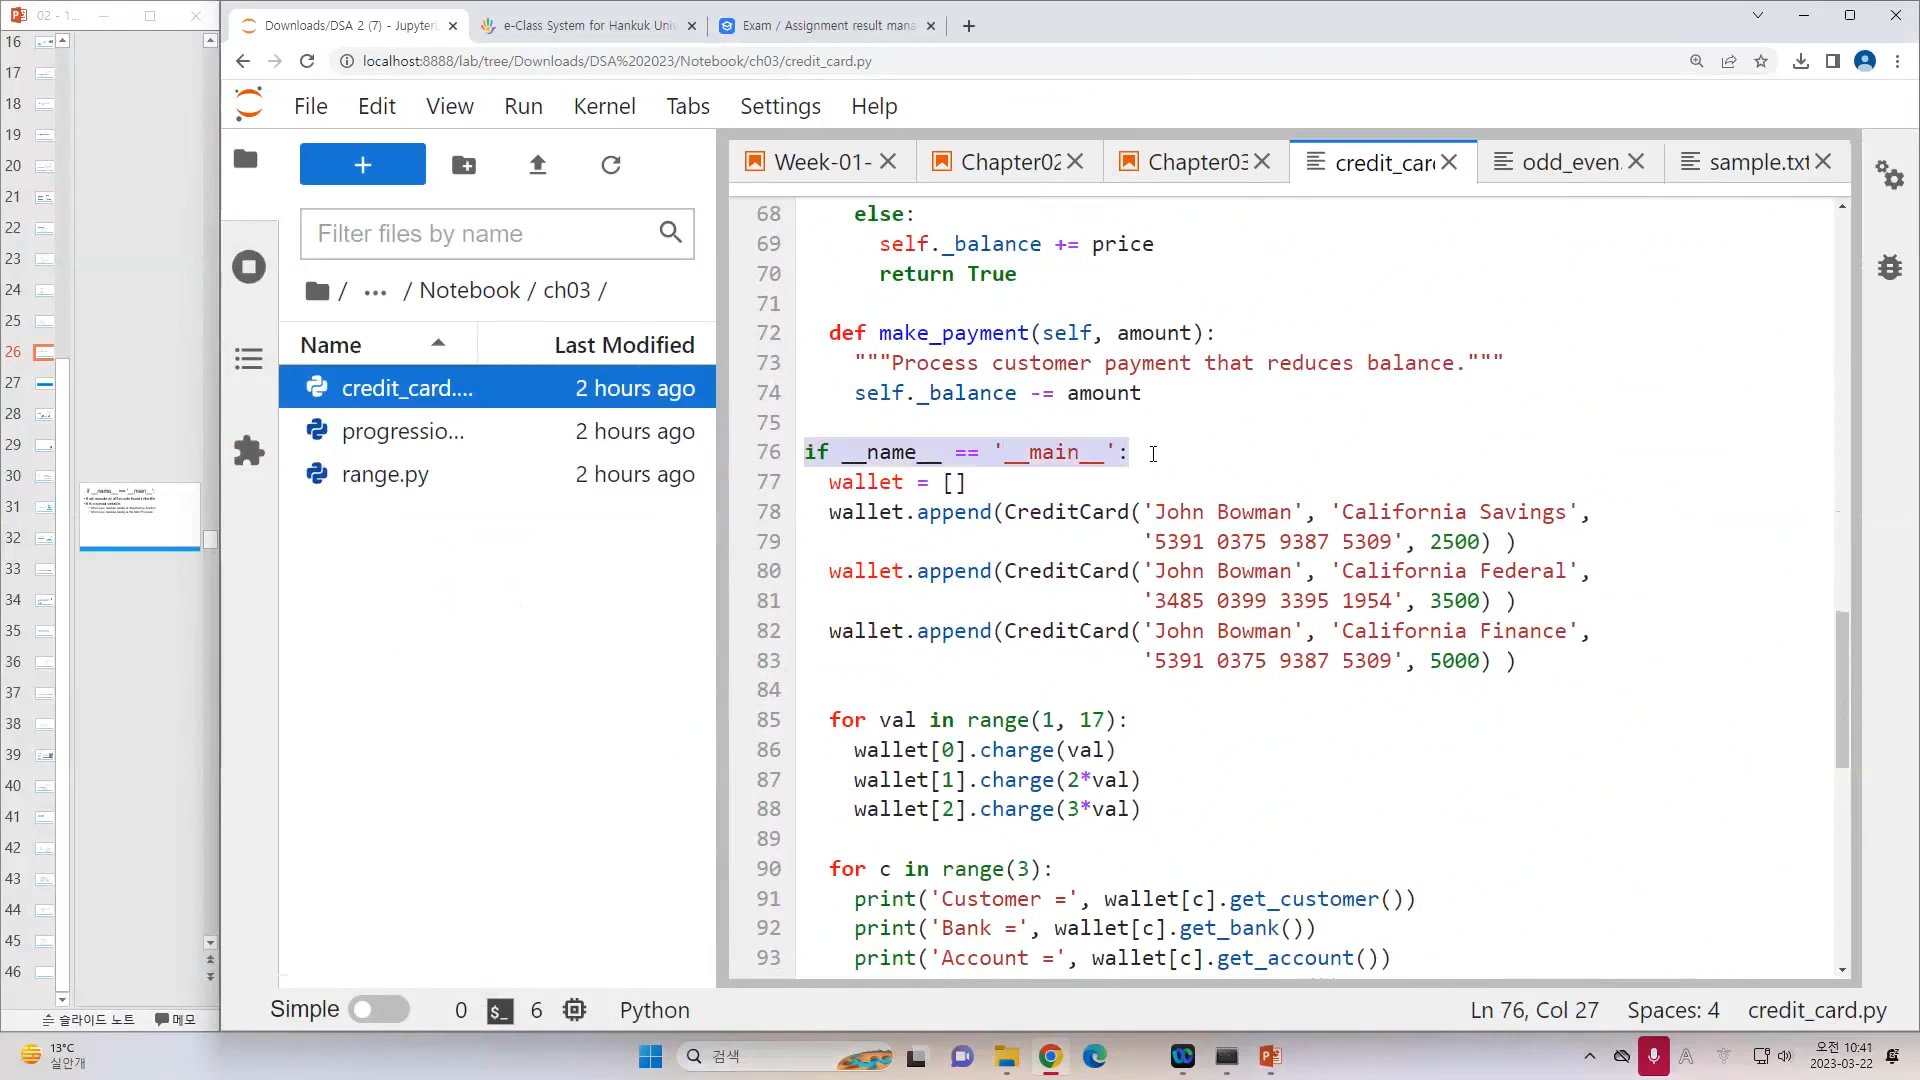 02 - 1...
Downloads/DSA 2 (7) - JupyterL
e-Class System for Hankuk Univ
Exam / Assignment result mana
localhost:8888/lab/tree/Downloads/DSA%202023/Notebook/ch03/credit_card.py
File Edit View Run Kernel Tabs Settings Help
Week-01-
Chapter02
Chapter03
credit_card
odd_even.
sample.txt
Filter files by name
/ ... / Notebook / ch03 /
Name Last Modified
credit_card.... 2 hours ago
progressio... 2 hours ago
range.py 2 hours ago
16
17
18
19
20
21
22
23
24
25
26
27
28
29
30
31
32
33
34
35
36
37
38
39
40
41
42
43
44
45
46
if __name__ == '__main__':
68 else:
69 self._balance += price
70 return True
71
72 def make_payment(self, amount):
73 """Process customer payment that reduces balance."""
74 self._balance -= amount
75
76 if __name__ == '__main__':
77 wallet = []
78 wallet.append(CreditCard('John Bowman', 'California Savings',
79 '5391 0375 9387 5309', 2500) )
80 wallet.append(CreditCard('John Bowman', 'California Federal',
81 '3485 0399 3395 1954', 3500) )
82 wallet.append(CreditCard('John Bowman', 'California Finance',
83 '5391 0375 9387 5309', 5000) )
84
85 for val in range(1, 17):
86 wallet[0].charge(val)
87 wallet[1].charge(2*val)
88 wallet[2].charge(3*val)
89
90 for c in range(3):
91 print('Customer =', wallet[c].get_customer())
92 print('Bank =', wallet[c].get_bank())
93 print('Account =', wallet[c].get_account())
Simple 0 $_ 6 Python Ln 76, Col 27 Spaces: 4 credit_card.py
슬라이드 노트 메모
13°C
실안개
검색
A
오전 10:41
2023-03-22